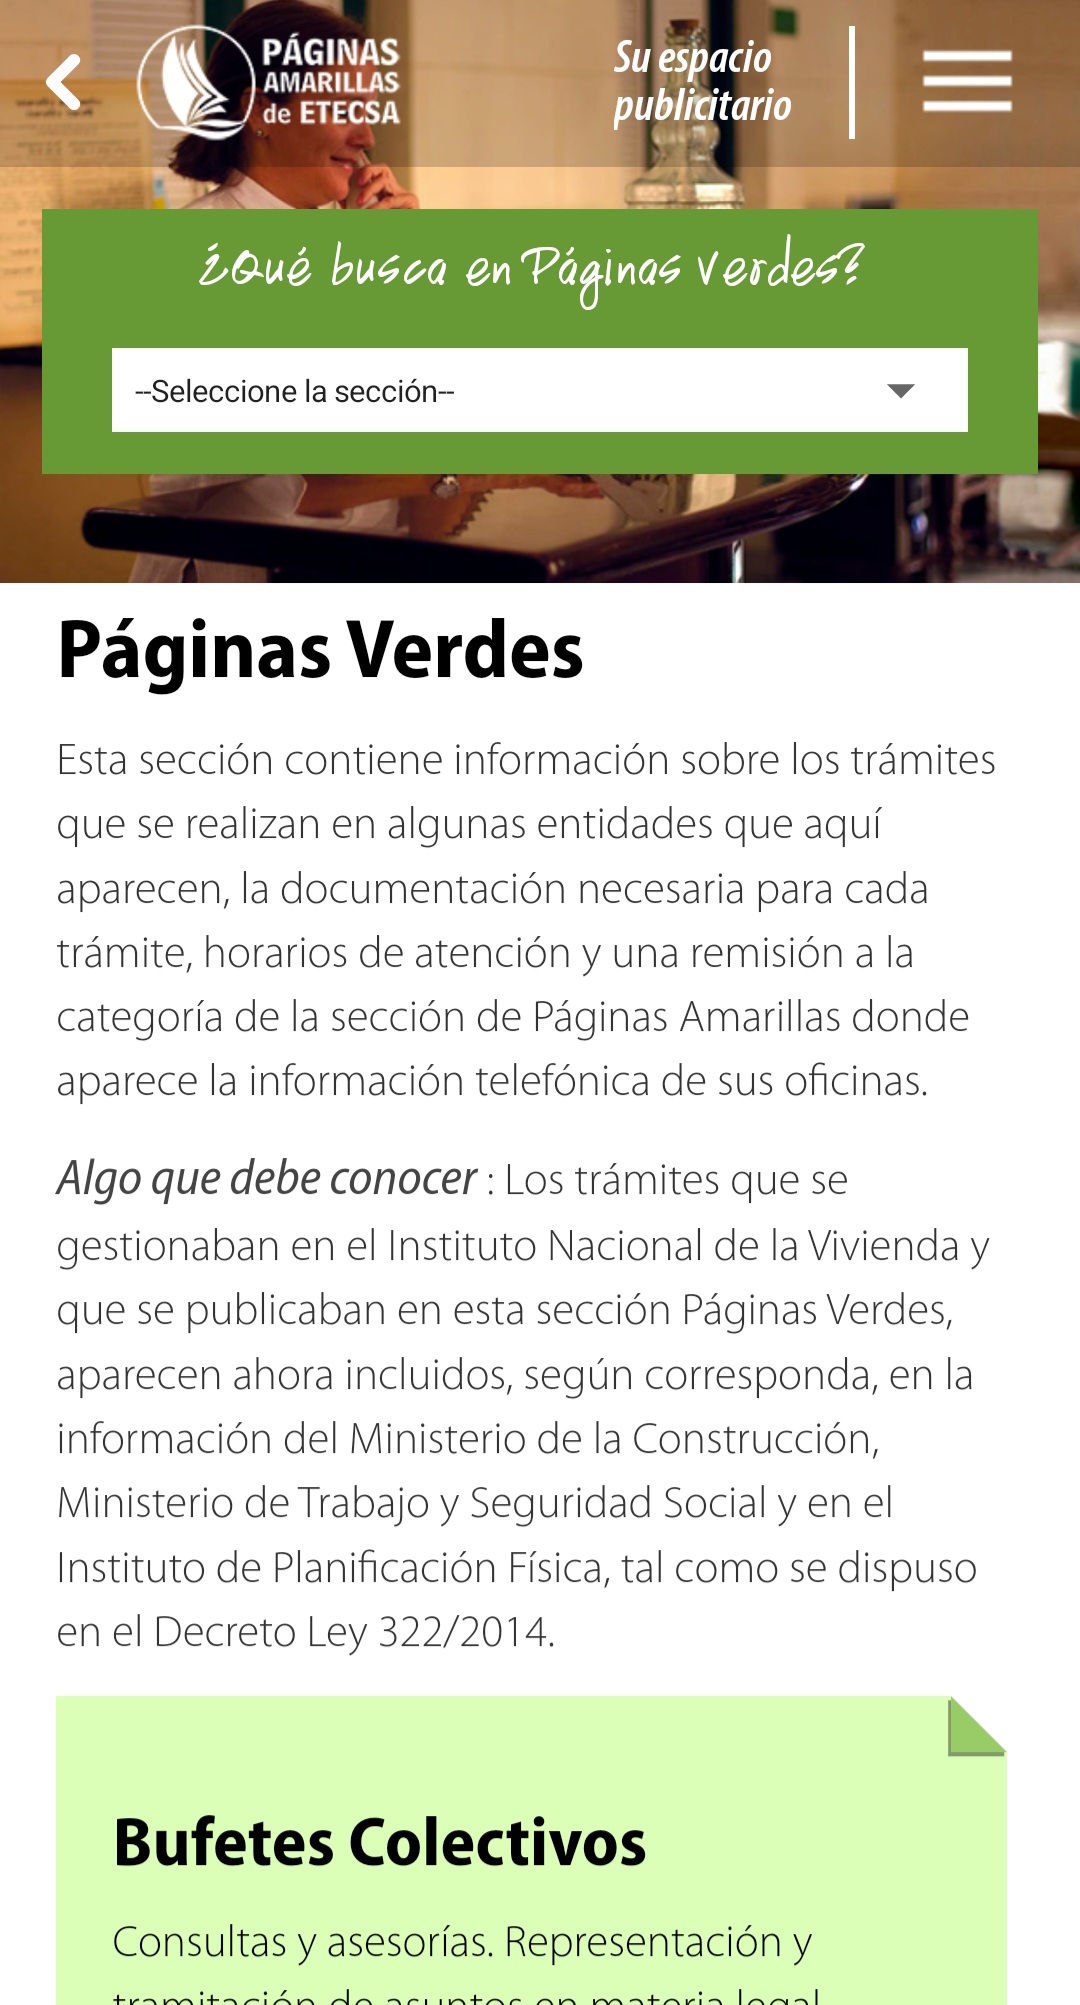 PÁGINAS
AMARILLAS
de ETECSA
Su espacio
publicitario
¿Qué busca en Páginas Verdes?
--Seleccione la sección--
Páginas Verdes
Esta sección contiene información sobre los trámites
que se realizan en algunas entidades que aquí
aparecen, la documentación necesaria para cada
trámite, horarios de atención y una remisión a la
categoría de la sección de Páginas Amarillas donde
aparece la información telefónica de sus oficinas.
Algo que debe conocer : Los trámites que se
gestionaban en el Instituto Nacional de la Vivienda y
que se publicaban en esta sección Páginas Verdes,
aparecen ahora incluidos, según corresponda, en la
información del Ministerio de la Construcción,
Ministerio de Trabajo y Seguridad Social y en el
Instituto de Planificación Física, tal como se dispuso
en el Decreto Ley 322/2014.
Bufetes Colectivos
Consultas y asesorías. Representación y
tramitación de asuntos en materia legal